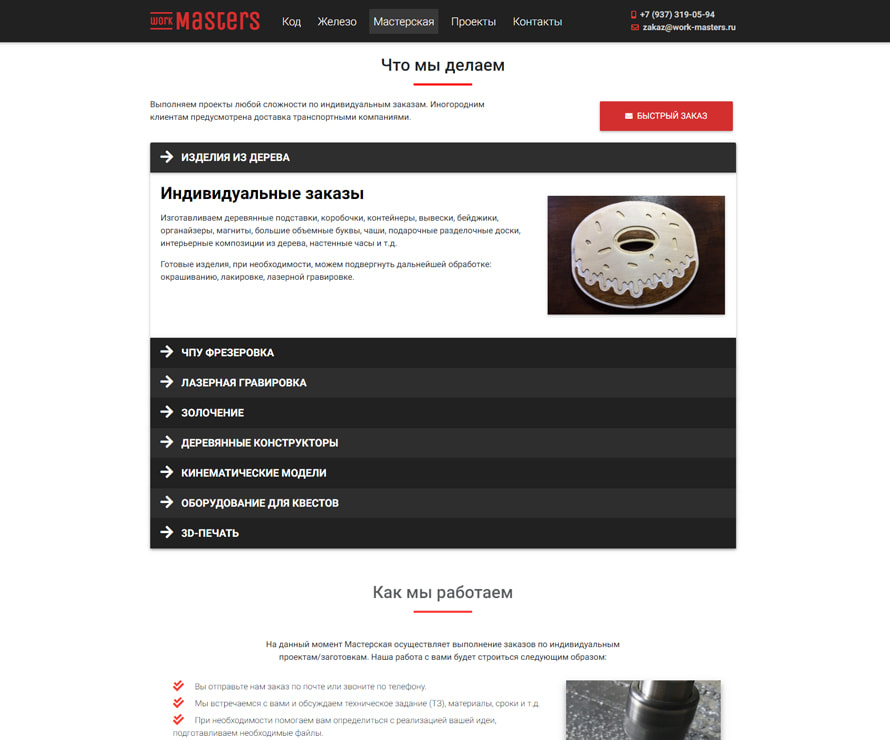 work masters Код Железо Мастерская Проекты Контакты
+7 (937) 319-05-94
zakaz@work-masters.ru
Что мы делаем
Выполняем проекты любой сложности по индивидуальным заказам. Иногородним
клиентам предусмотрена доставка транспортными компаниями.
БЫСТРЫЙ ЗАКАЗ
ИЗДЕЛИЯ ИЗ ДЕРЕВА
Индивидуальные заказы
Изготавливаем деревянные подставки, коробочки, контейнеры, вывески, бейджики,
органайзеры, магниты, большие объемные буквы, чаши, подарочные разделочные доски,
интерьерные композиции из дерева, настенные часы и т.д.
Готовые изделия, при необходимости, можем подвергнуть дальнейшей обработке:
окрашиванию, лакировке, лазерной гравировке.
ЧПУ ФРЕЗЕРОВКА
ЛАЗЕРНАЯ ГРАВИРОВКА
ЗОЛОЧЕНИЕ
ДЕРЕВЯННЫЕ КОНСТРУКТОРЫ
КИНЕМАТИЧЕСКИЕ МОДЕЛИ
ОБОРУДОВАНИЕ ДЛЯ КВЕСТОВ
3D-ПЕЧАТЬ
Как мы работаем
На данный момент Мастерская осуществляет выполнение заказов по индивидуальным
проектам/заготовкам. Наша работа с вами будет строиться следующим образом:
Вы отправьте нам заказ по почте или звоните по телефону.
Мы встречаемся с вами и обсуждаем техническое задание (ТЗ), материалы, сроки и т.д.
При необходимости помогаем вам определиться с реализацией вашей идеи,
подготавливаем необходимые файлы.